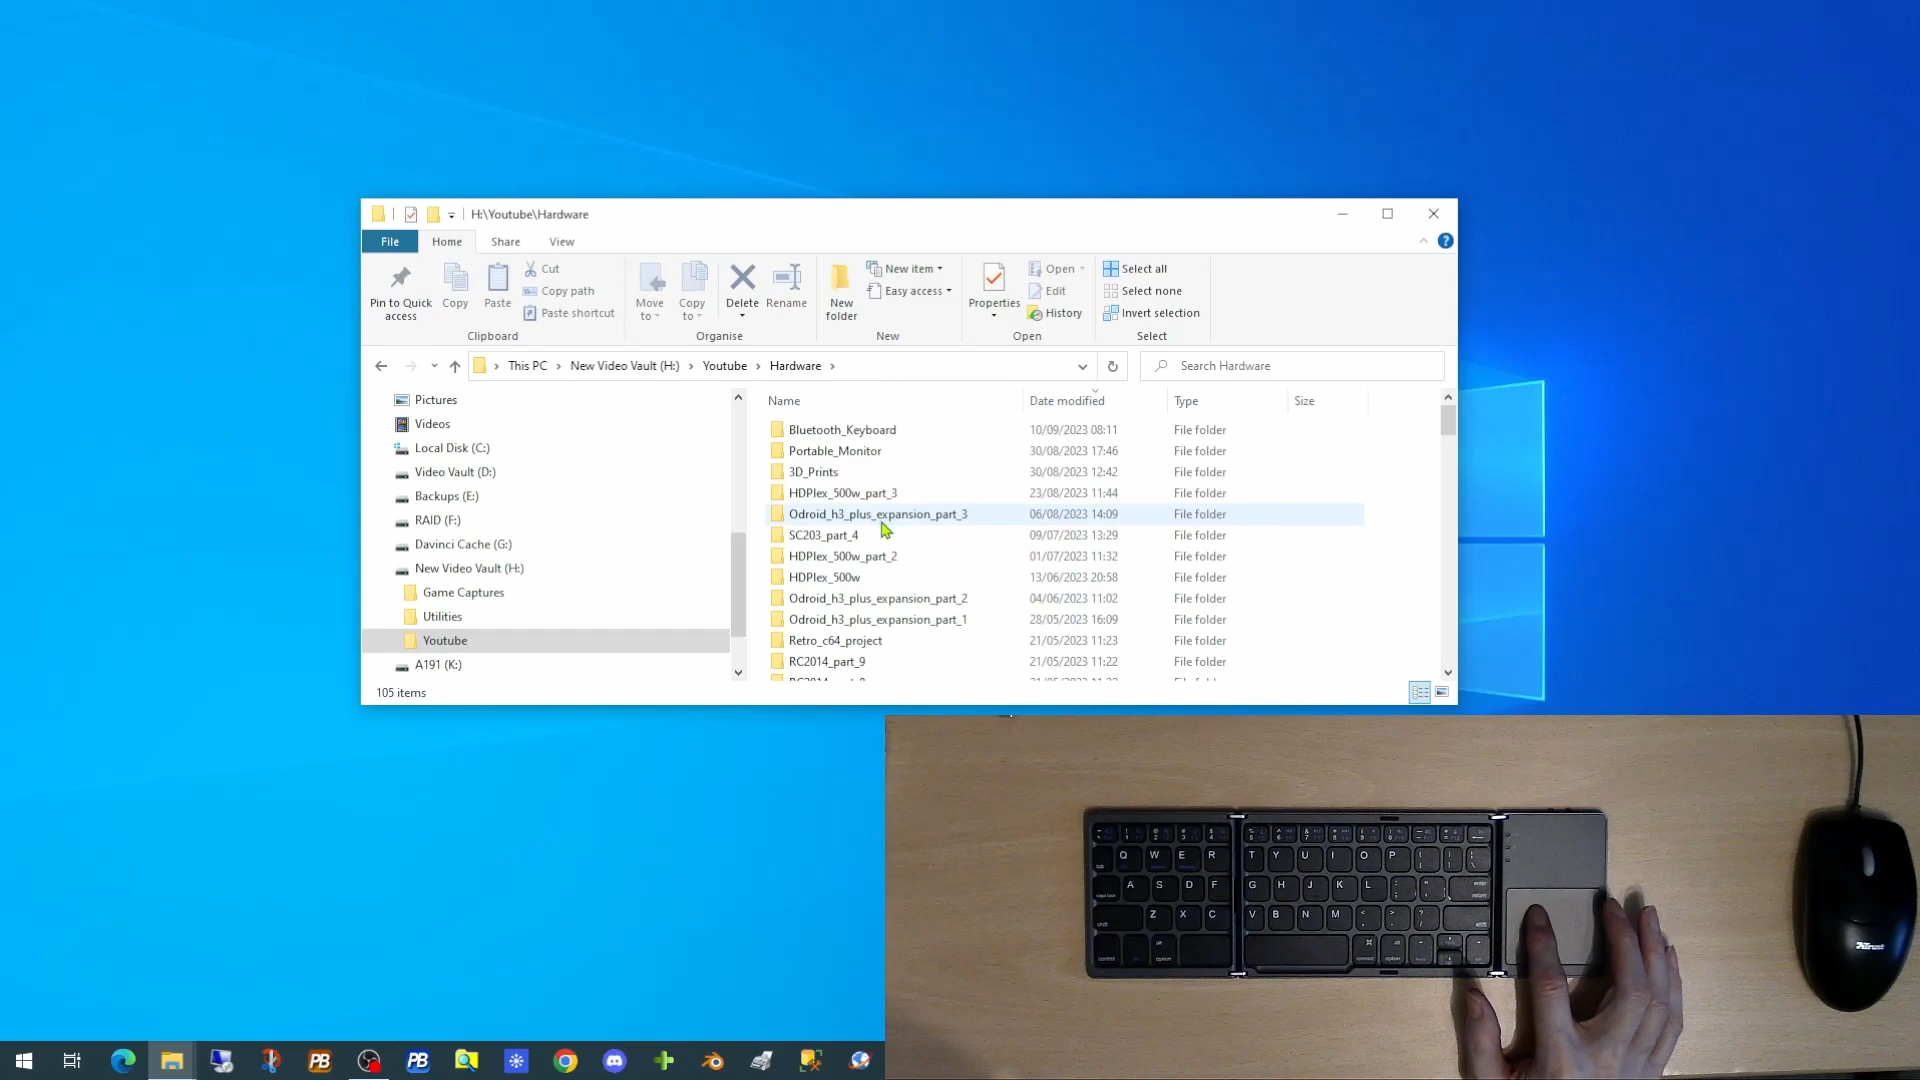 H:\Youtube\Hardware
File Home Share View
Pin to Quick access
Copy
Paste
Cut
Copy path
Paste shortcut
Clipboard
Move to
Copy to
Delete
Rename
Organise
New folder
New item
Easy access
New
Properties
Open
Edit
History
Open
Select all
Select none
Invert selection
Select
This PC > New Video Vault (H:) > Youtube > Hardware >
Search Hardware
Pictures
Videos
Local Disk (C:)
Video Vault (D:)
Backups (E:)
RAID (F:)
Davinci Cache (G:)
New Video Vault (H:)
Game Captures
Utilities
Youtube
A191 (K:)
Name Date modified Type Size
Bluetooth_Keyboard 10/09/2023 08:11 File folder
Portable_Monitor 30/08/2023 17:46 File folder
3D_Prints 30/08/2023 12:42 File folder
HDPlex_500w_part_3 23/08/2023 11:44 File folder
Odroid_h3_plus_expansion_part_3 06/08/2023 14:09 File folder
SC203_part_4 09/07/2023 13:29 File folder
HDPlex_500w_part_2 01/07/2023 11:32 File folder
HDPlex_500w 13/06/2023 20:58 File folder
Odroid_h3_plus_expansion_part_2 04/06/2023 11:02 File folder
Odroid_h3_plus_expansion_part_1 28/05/2023 16:09 File folder
Retro_c64_project 21/05/2023 11:23 File folder
RC2014_part_9 21/05/2023 11:22 File folder
105 items
Q W E R T Y U I O P
A S D F G H J K L
Z X C V B N M
Trust
PB
PB